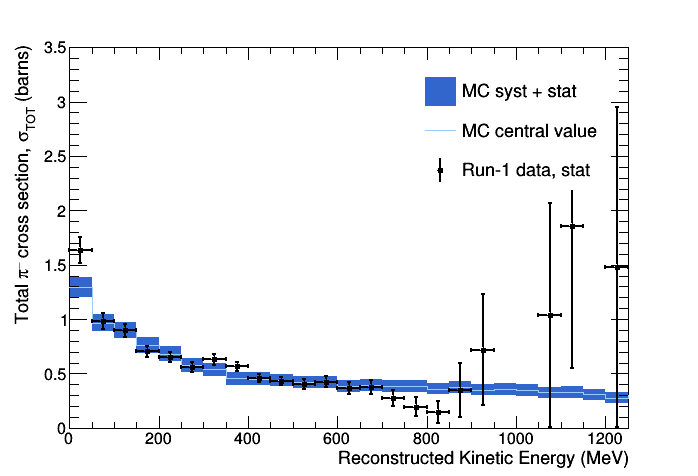 Total π⁻ cross section, σ_TOT (barns)
3.5
3
2.5
2
1.5
1
0.5
0
MC syst + stat
MC central value
Run-1 data, stat
0 200 400 600 800 1000 1200
Reconstructed Kinetic Energy (MeV)